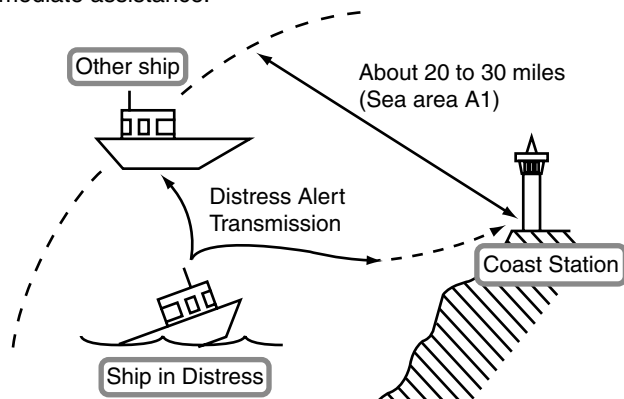 assistance.
Other ship
About 20 to 30 miles
(Sea area A1)
Distress Alert
Transmission
Coast Station
Ship in Distress